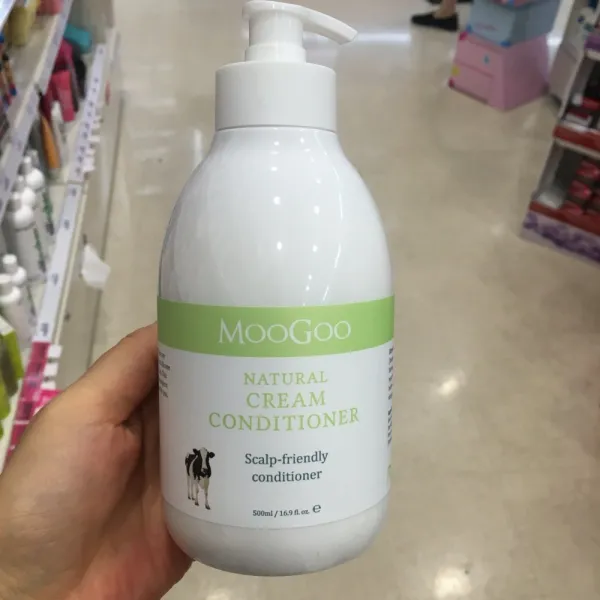 MooGoo
NATURAL
CREAM
CONDITIONER
Scalp-friendly
conditioner
500ml / 16.9 fl. oz. ℮